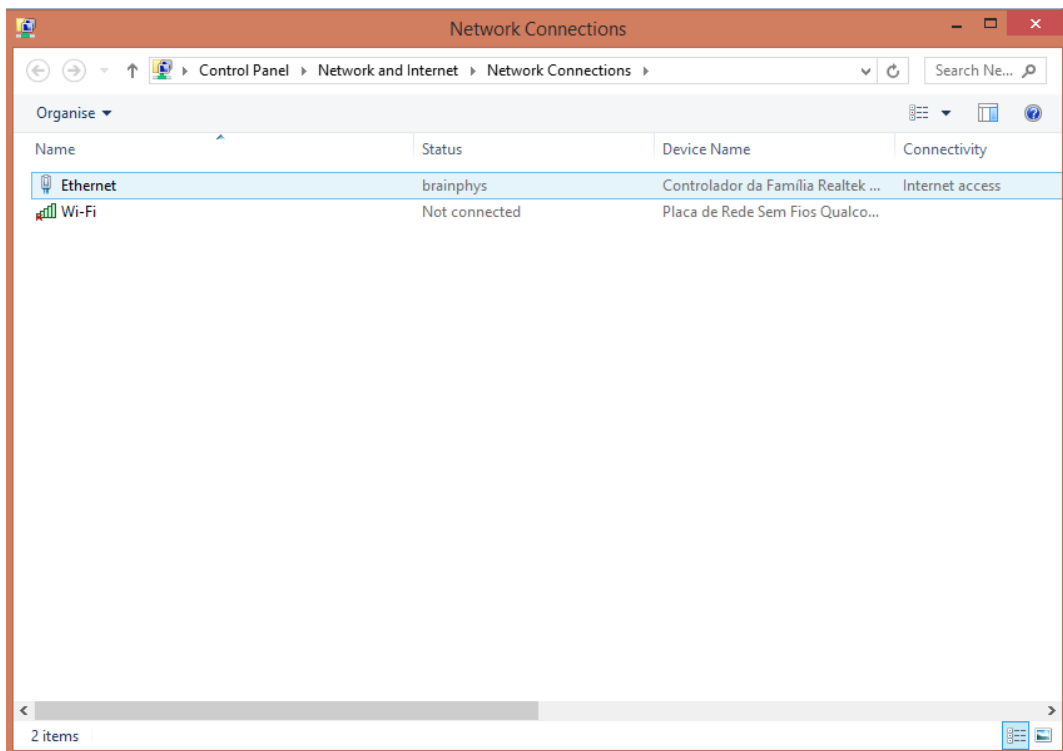 Network Connections
Control Panel Network and Internet Network Connections Search Ne...
Organise
Name Status Device Name Connectivity
Ethernet brainphys Controlador da Família Realtek ... Internet access
Wi-Fi Not connected Placa de Rede Sem Fios Qualco...
2 items